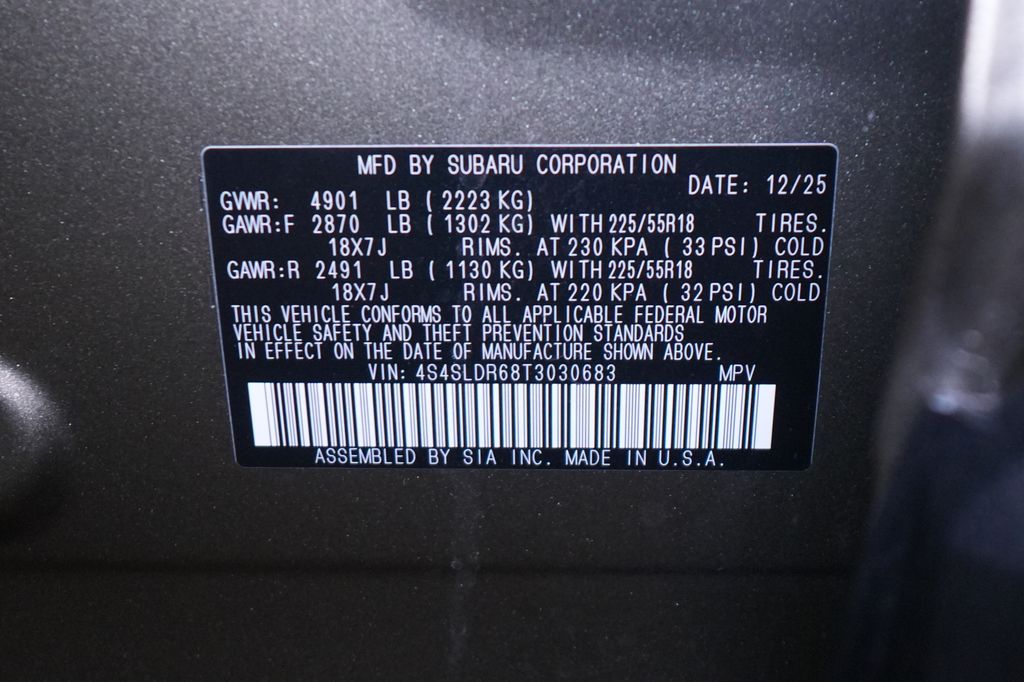 MFD BY SUBARU CORPORATION
DATE: 12/25
GVWR: 4901 LB ( 2223 KG)
GAWR:F 2870 LB ( 1302 KG) WITH 225/55R18 TIRES.
18X7J RIMS. AT 230 KPA ( 33 PSI) COLD
GAWR:R 2491 LB ( 1130 KG) WITH 225/55R18 TIRES.
18X7J RIMS. AT 220 KPA ( 32 PSI) COLD
THIS VEHICLE CONFORMS TO ALL APPLICABLE FEDERAL MOTOR
VEHICLE SAFETY AND THEFT PREVENTION STANDARDS
IN EFFECT ON THE DATE OF MANUFACTURE SHOWN ABOVE.
VIN: 4S4SLDR68T3030683 MPV
ASSEMBLED BY SIA INC. MADE IN U.S.A.